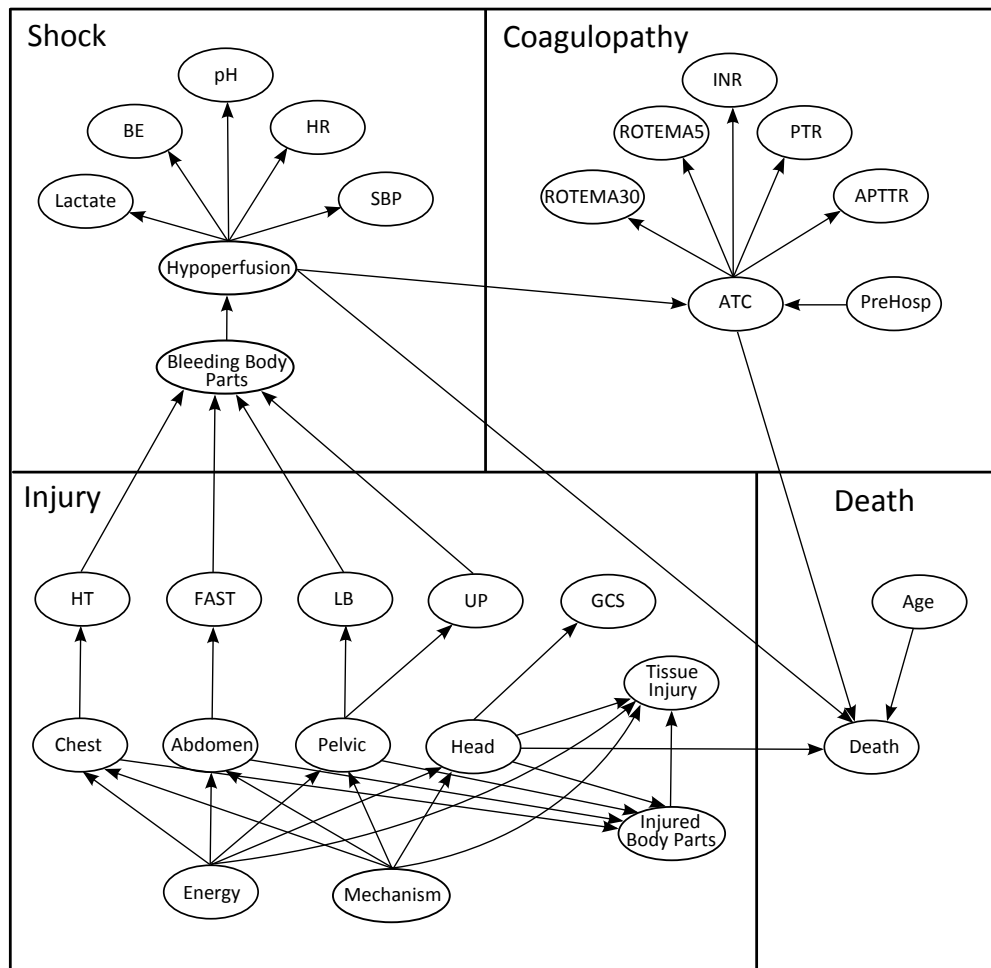 Shock
pH
BE
HR
Lactate
SBP
Hypoperfusion
Bleeding Body
Parts
Coagulopathy
INR
ROTEMA5
PTR
ROTEMA30
APTTR
ATC
PreHosp
Injury
HT
FAST
LB
UP
GCS
Tissue
Injury
Chest
Abdomen
Pelvic
Head
Injured
Body Parts
Energy
Mechanism
Death
Age
Death